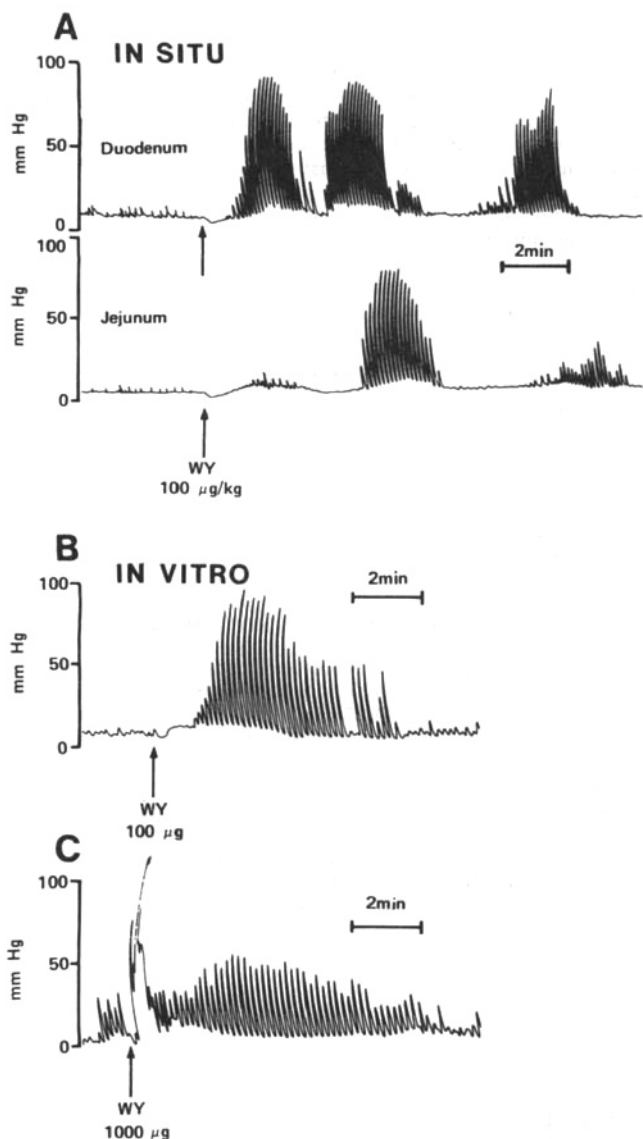 A
IN SITU
100
50
0
mm Hg
Duodenum
100
50
0
mm Hg
Jejunum
2min
WY
100 µg/kg
B
IN VITRO
2min
100
50
0
mm Hg
WY
100 µg
C
2min
100
50
0
mm Hg
WY
1000 µg